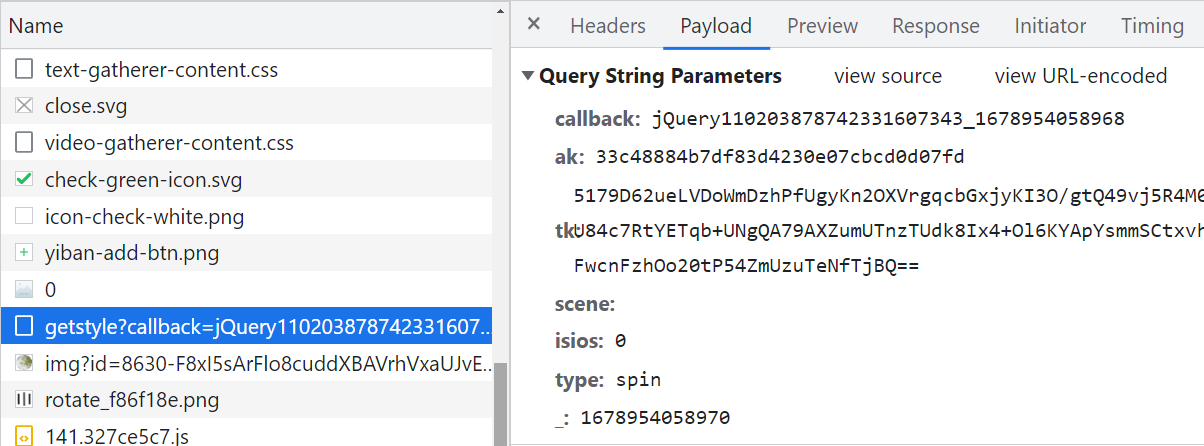 Name
text-gatherer-content.css
close.svg
video-gatherer-content.css
check-green-icon.svg
icon-check-white.png
yiban-add-btn.png
0
getstyle?callback=jQuery110203878742331607...
img?id=8630-F8xI5sArFlo8cuddXBAVrhVxaUJvE...
rotate_f86f18e.png
141.327ce5c7.js
× Headers Payload Preview Response Initiator Timing
Query String Parameters view source view URL-encoded
callback: jQuery110203878742331607343_1678954058968
ak: 33c48884b7df83d4230e07cbcd0d07fd
5179D62ueLVDoWmDzhPfUgyKn2OXVrgqcbGxjyKI3O/gtQ49vj5R4M0
tk: U84c7RtYETqb+UNgQA79AXZumUTnzTUdk8Ix4+Ol6KYApYsmmSCtxvh
FwcnFzhOo20tP54ZmUzuTeNfTjBQ==
scene:
isios: 0
type: spin
_: 1678954058970